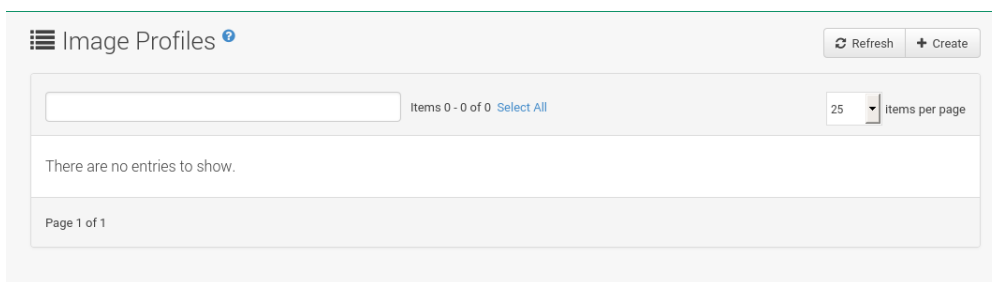 Image Profiles ?
Refresh + Create
Items 0 - 0 of 0 Select All 25 items per page
There are no entries to show.
Page 1 of 1